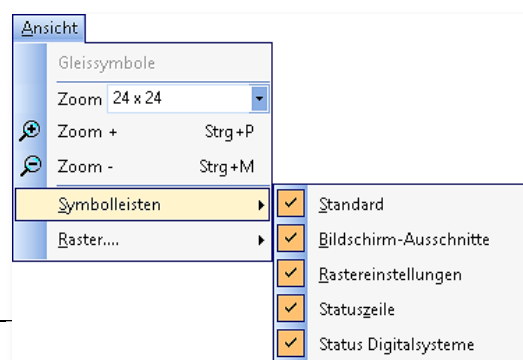 Ansicht
Gleissymbole
Zoom 24 x 24
Zoom + Strg+P
Zoom - Strg+M
Symbolleisten
Raster....
Standard
Bildschirm-Ausschnitte
Rastereinstellungen
Statuszeile
Status Digitalsysteme